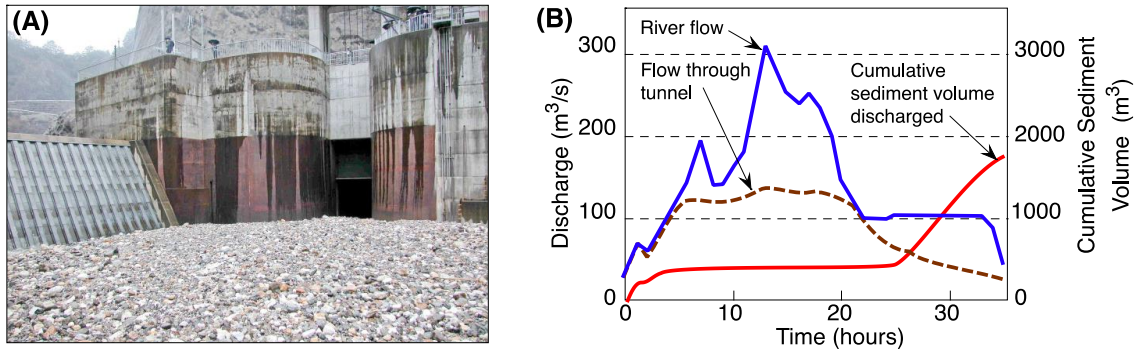 (A)
(B)
River flow
Flow through
tunnel
Cumulative
sediment volume
discharged
300
200
100
0
Discharge (m³/s)
3000
2000
1000
0
Cumulative Sediment
Volume (m³)
0
10
20
30
Time (hours)